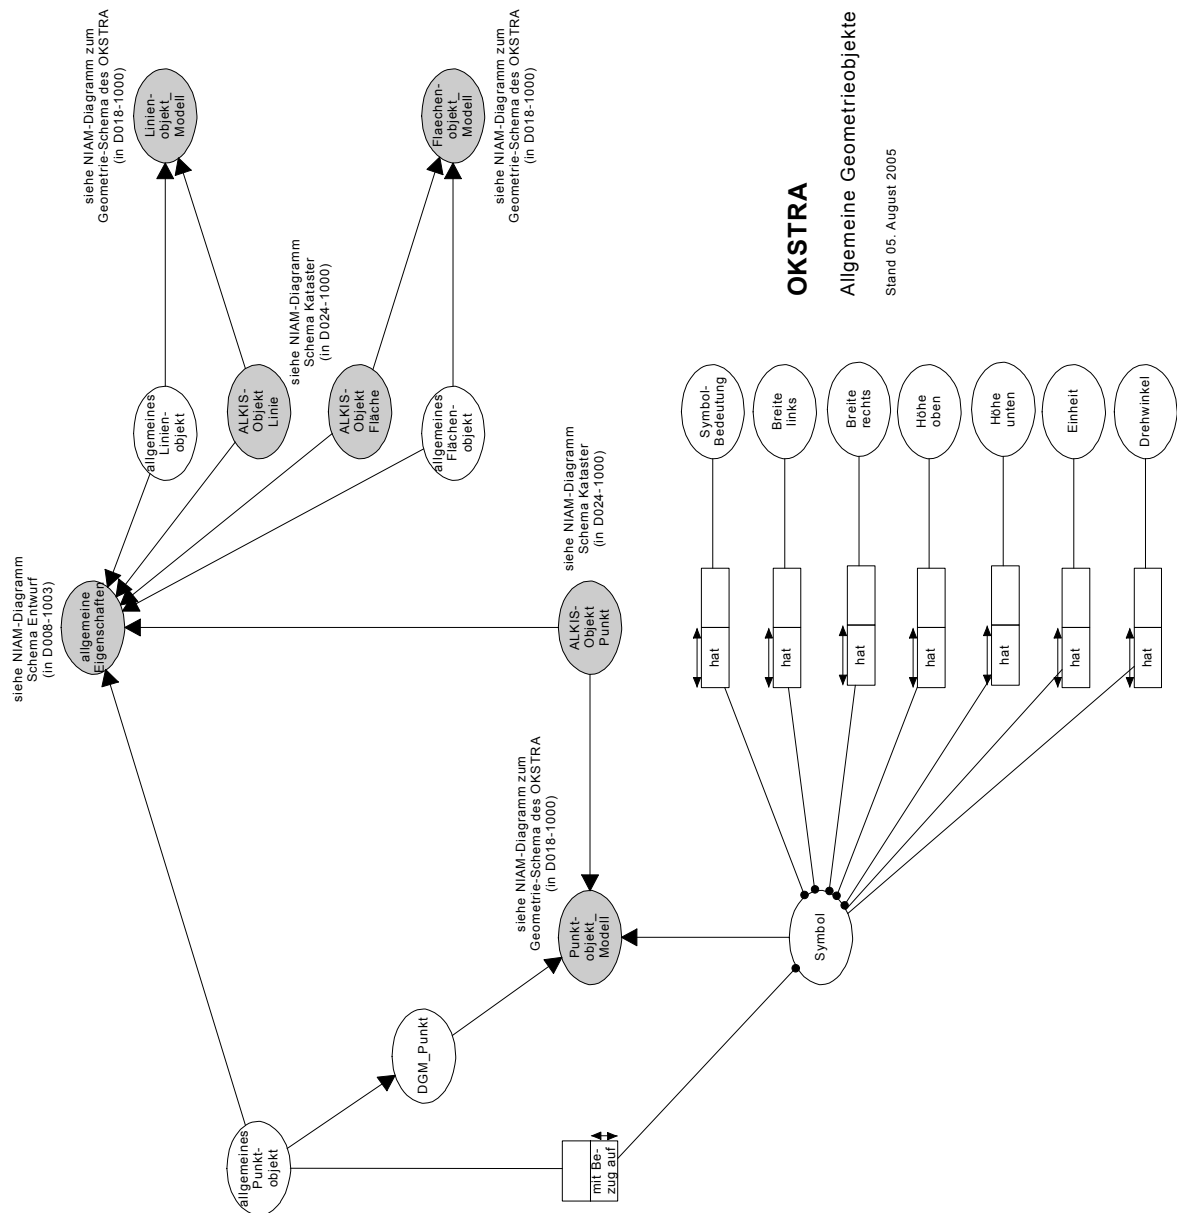 siehe NIAM-Diagramm
Schema Entwurf
(in D008-1003)
allgemeine
Eigenschaften
siehe NIAM-Diagramm zum
Geometrie-Schema des OKSTRA
(in D018-1000)
Linien-
objekt_
Modell
Flaechen-
objekt_
Modell
siehe NIAM-Diagramm zum
Geometrie-Schema des OKSTRA
(in D018-1000)
allgemeines
Linien-
objekt
ALKIS-
Objekt
Linie
siehe NIAM-Diagramm
Schema Kataster
(in D024-1000)
ALKIS-
Objekt
Fläche
allgemeines
Flächen-
objekt
siehe NIAM-Diagramm
Schema Kataster
(in D024-1000)
ALKIS-
Objekt
Punkt
siehe NIAM-Diagramm zum
Geometrie-Schema des OKSTRA
(in D018-1000)
Punkt-
objekt_
Modell
DGM_Punkt
allgemeines
Punkt-
objekt
mit Be-
zug auf
Symbol
hat
hat
hat
hat
hat
hat
hat
Symbol-
Bedeutung
Breite
links
Breite
rechts
Höhe
oben
Höhe
unten
Einheit
Drehwinkel
OKSTRA
Allgemeine Geometrieobjekte
Stand 05. August 2005